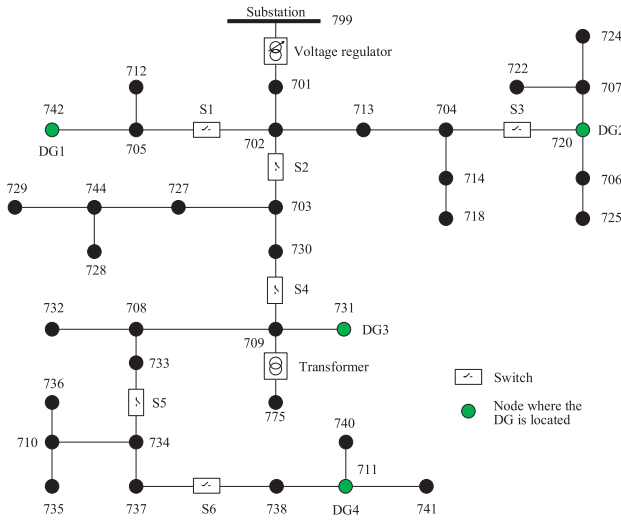 Substation
799
Voltage regulator
724
712
701
722
707
742
S1
713
704
S3
DG1
705
702
720
DG2
S2
714
706
729
744
727
703
718
725
728
730
S4
732
708
731
709
DG3
733
Transformer
736
S5
775
Switch
Node where the
DG is located
740
710
734
711
735
737
S6
738
DG4
741